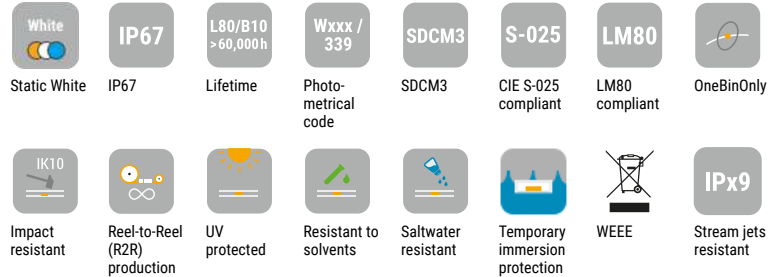 White
IP67
L80/B10
>60,000h
Wxxx /
339
SDCM3
S-025
LM80
Static White
IP67
Lifetime
Photo-
metrical
code
SDCM3
CIE S-025
compliant
LM80
compliant
OneBinOnly
IK10
IPx9
Impact
resistant
Reel-to-Reel
(R2R)
production
UV
protected
Resistant to
solvents
Saltwater
resistant
Temporary
immersion
protection
WEEE
Stream jets
resistant